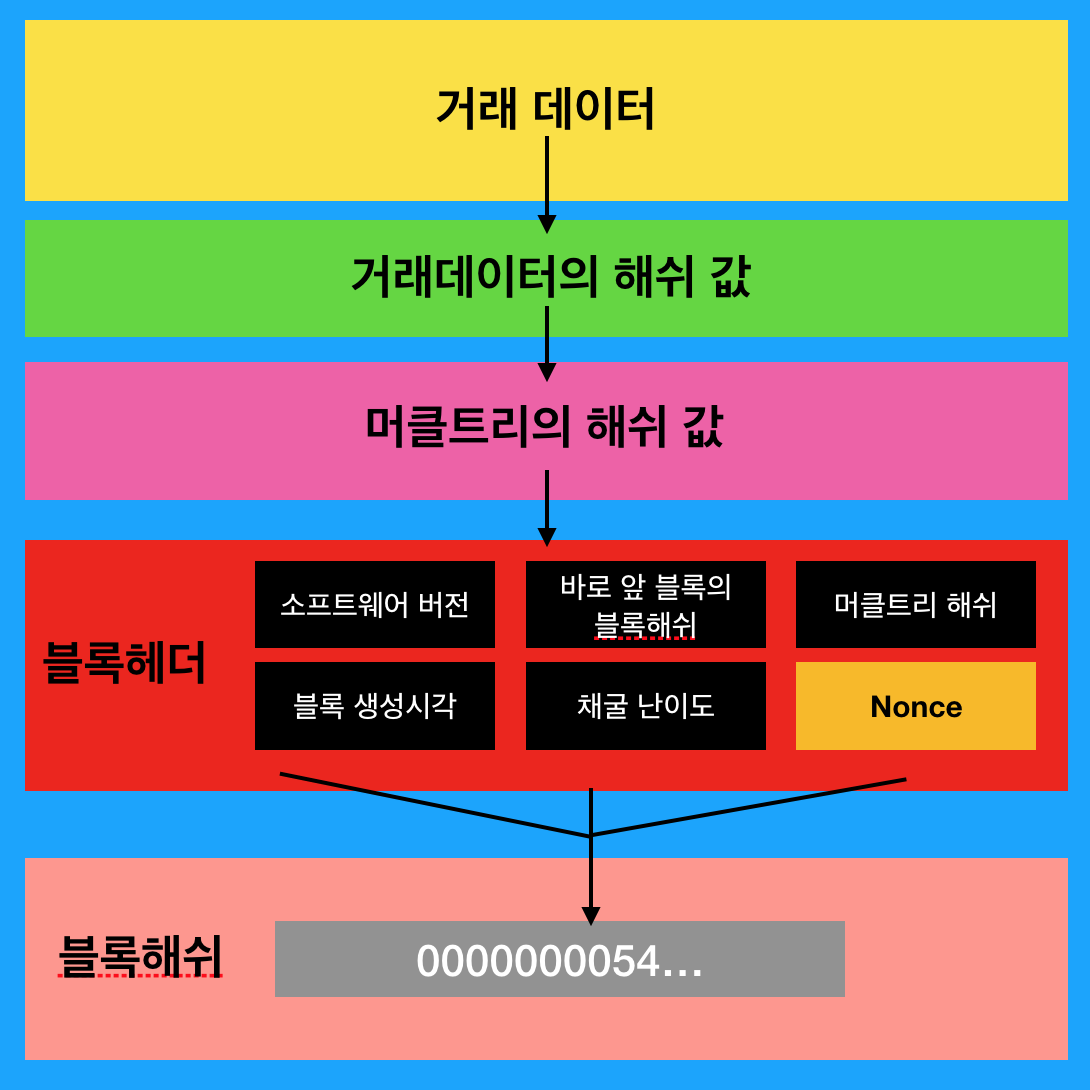 거래 데이터
거래데이터의 해쉬 값
머클트리의 해쉬 값
블록헤더
소프트웨어 버전
바로 앞 블록의
블록해쉬
머클트리 해쉬
블록 생성시각
채굴 난이도
Nonce
블록해쉬
0000000054...